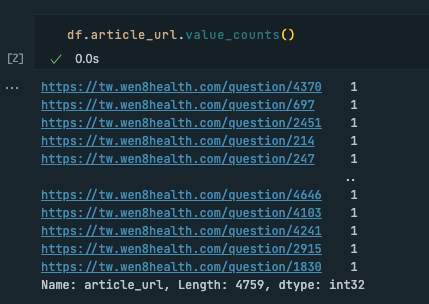 df.article_url.value_counts()
[2]
✓ 0.0s
...
https://tw.wen8health.com/question/4370 1
https://tw.wen8health.com/question/697 1
https://tw.wen8health.com/question/2451 1
https://tw.wen8health.com/question/214 1
https://tw.wen8health.com/question/247 1
..
https://tw.wen8health.com/question/4646 1
https://tw.wen8health.com/question/4103 1
https://tw.wen8health.com/question/4241 1
https://tw.wen8health.com/question/2915 1
https://tw.wen8health.com/question/1830 1
Name: article_url, Length: 4759, dtype: int32